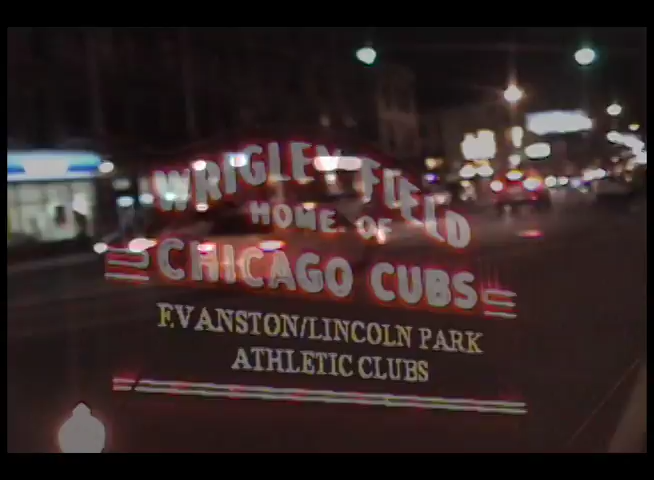 WRIGLEY FIELD
HOME OF
CHICAGO CUBS
EVANSTON/LINCOLN PARK
ATHLETIC CLUBS